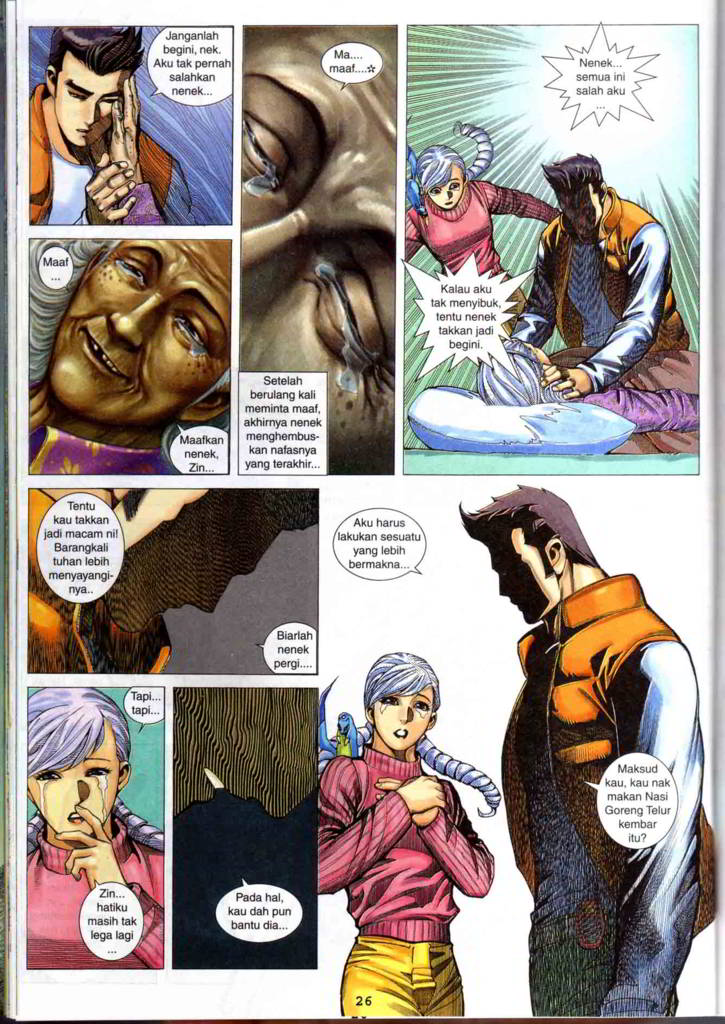 Janganlah
begini, nek.
Aku tak pernah
salahkan
nenek...
Ma....
maaf....☆
Nenek...
semua ini
salah aku
...
Maaf
...
Maafkan
nenek,
Zin...
Setelah
berulang kali
meminta maaf,
akhirnya nenek
menghembus-
kan nafasnya
yang terakhir...
Kalau aku
tak menyibuk,
tentu nenek
takkan jadi
begini.
Tentu
kau takkan
jadi macam ni!
Barangkali
tuhan lebih
menyayangi-
nya..
Biarlah
nenek
pergi....
Aku harus
lakukan sesuatu
yang lebih
bermakna...
Tapi...
tapi...
Zin...
hatiku
masih tak
lega lagi
...
Pada hal,
kau dah pun
bantu dia...
Maksud
kau, kau nak
makan Nasi
Goreng Telur
kembar
itu?
26